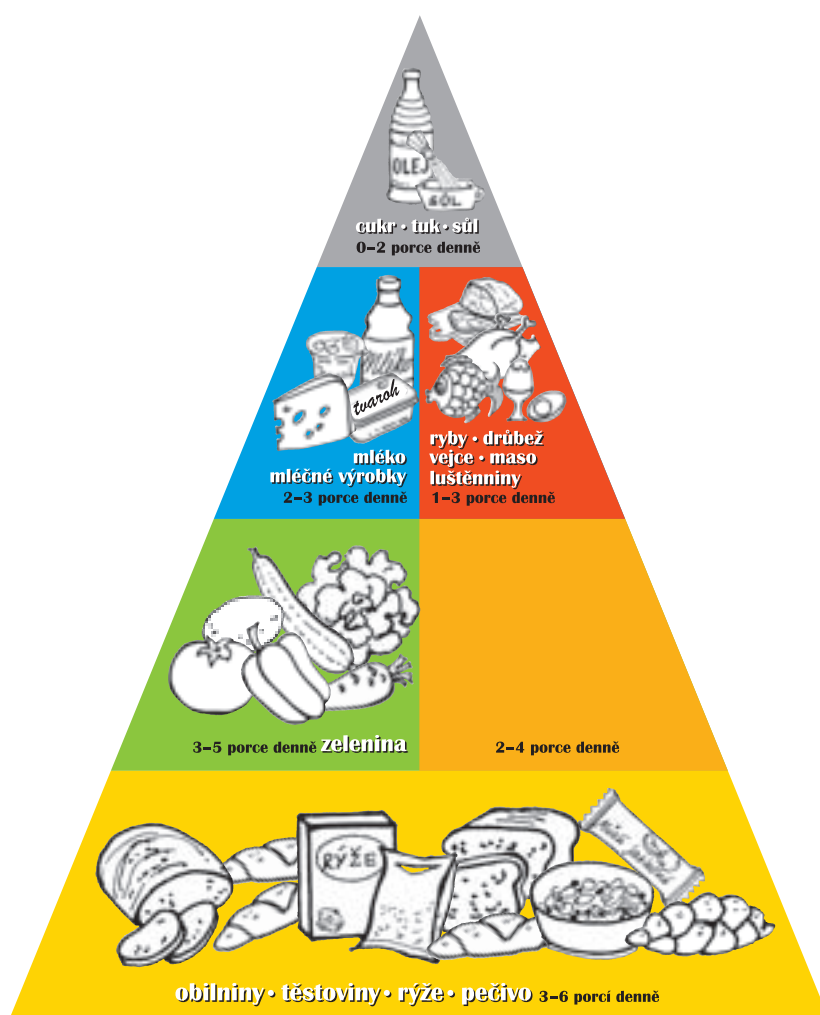 OLEJ
SŮL
cukr • tuk • sůl
0–2 porce denně
tvaroh
mléko
mléčné výrobky
2–3 porce denně
ryby • drůbež
vejce • maso
luštěnniny
1–3 porce denně
3–5 porce denně zelenina
2–4 porce denně
RÝŽE
obilniny • těstoviny • rýže • pečivo 3–6 porcí denně